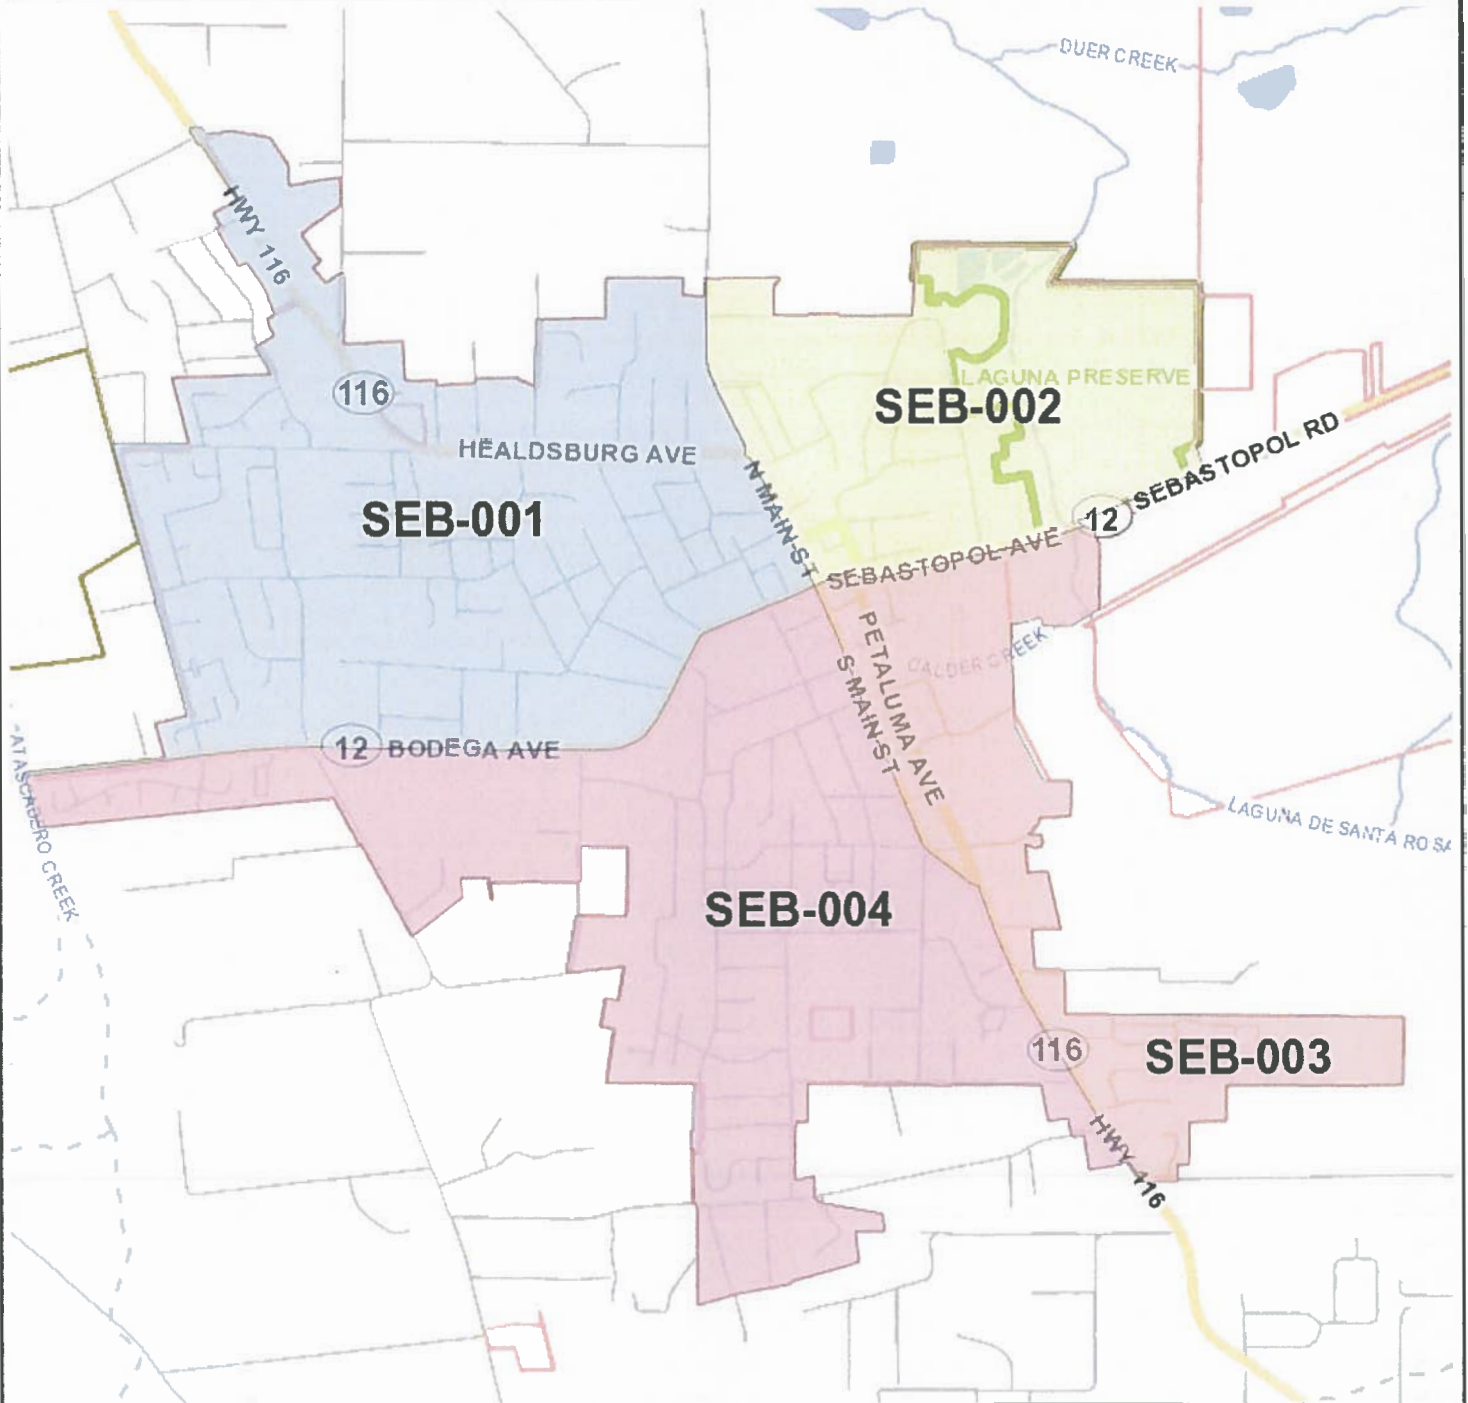 DUER CREEK
HWY 116
LAGUNA PRESERVE
116
SEB-002
HEALDSBURG AVE
SEBASTOPOL RD
SEB-001
N MAIN ST
12
SEBASTOPOL AVE
PETALUMA AVE
CALDER CREEK
S MAIN ST
12 BODEGA AVE
ATASCADERO CREEK
LAGUNA DE SANTA ROSA
SEB-004
116
SEB-003
HWY 116